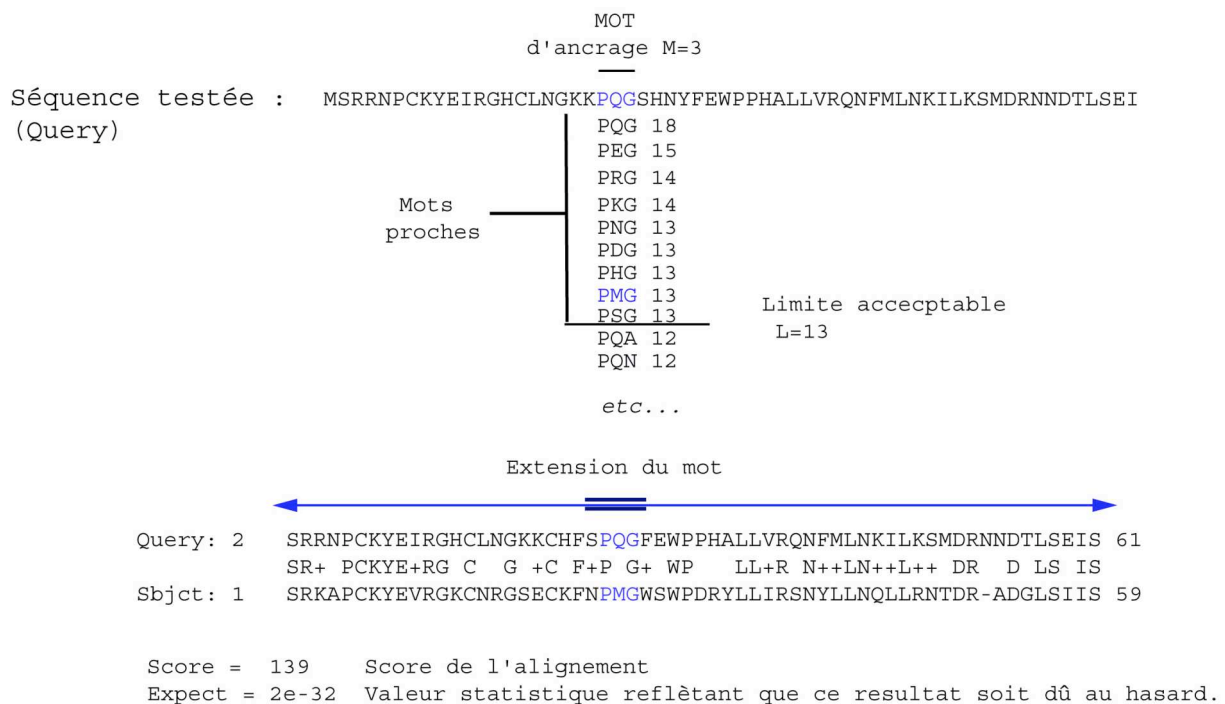 MOT
d'ancrage M=3
Séquence testée : MSRRNPCKYEIRGHCLNGKKPQGSHNYFEWPPHALLVRQNFMLNKILKSMDRNNDTLSEI
(Query)
PQG 18
PEG 15
PRG 14
PKG 14
Mots
proches
PNG 13
PDG 13
PHG 13
PMG 13
PSG 13
Limite accecptable
L=13
PQA 12
PQN 12
etc...
Extension du mot
Query: 2 SRRNPCKYEIRGHCLNGKKCHFSPQGFEWPPHALLVRQNFMLNKILKSMDRNNDTLSEIS 61
SR+ PCKYE+RG C  G +C F+P G+ WP   LL+R N++LN++L++ DR  D LS IS
Sbjct: 1 SRKAPCKYEVRGKCNRGSECKFNPMGWSWPDRYLLIRSNYLLNQLLRNTDR-ADGLSIIS 59
Score = 139 Score de l'alignement
Expect = 2e-32 Valeur statistique reflètant que ce resultat soit dû au hasard.